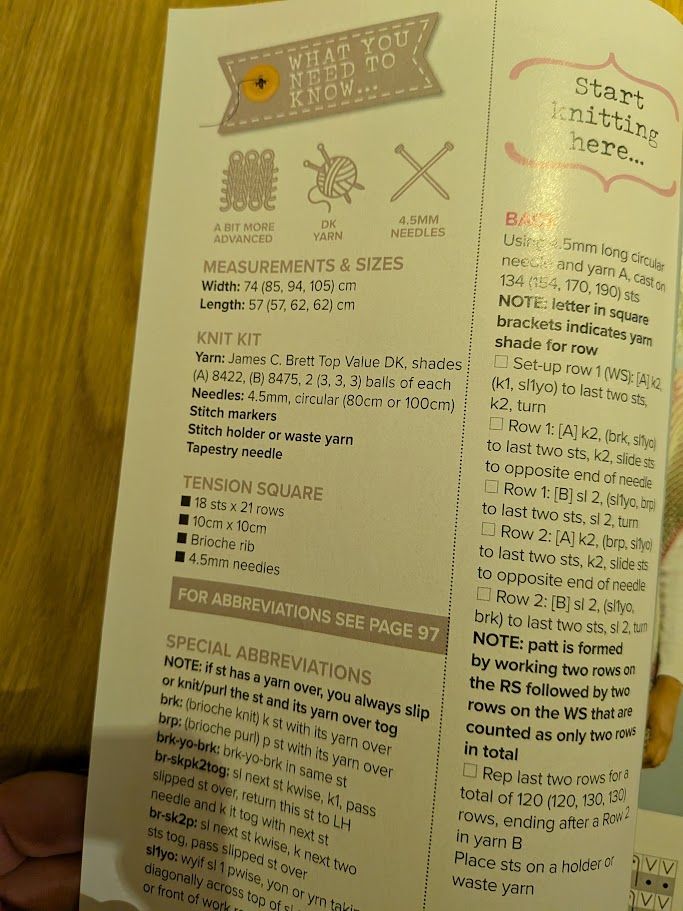 WHAT YOU
NEED TO
KNOW...
A BIT MORE
ADVANCED
DK
YARN
4.5MM
NEEDLES
MEASUREMENTS & SIZES
Width: 74 (85, 94, 105) cm
Length: 57 (57, 62, 62) cm
KNIT KIT
Yarn: James C. Brett Top Value DK, shades
(A) 8422, (B) 8475, 2 (3, 3, 3) balls of each
Needles: 4.5mm, circular (80cm or 100cm)
Stitch markers
Stitch holder or waste yarn
Tapestry needle
TENSION SQUARE
■ 18 sts x 21 rows
■ 10cm x 10cm
■ Brioche rib
■ 4.5mm needles
FOR ABBREVIATIONS SEE PAGE 97
SPECIAL ABBREVIATIONS
NOTE: if st has a yarn over, you always slip
or knit/purl the st and its yarn over tog
brk: (brioche knit) k st with its yarn over
brp: (brioche purl) p st with its yarn over
brk-yo-brk: brk-yo-brk in same st
br-skpk2tog: sl next st kwise, k1, pass
slipped st over, return this st to LH
needle and k it tog with next st
br-sk2p: sl next st kwise, k next two
sts tog, pass slipped st over
sl1yo: wyif sl 1 pwise, yon or yrn takin
diagonally across top of sl
or front of work
Start
knitting
here...
BACK
Using 4.5mm long circular
needle and yarn A, cast on
134 (154, 170, 190) sts
NOTE: letter in square
brackets indicates yarn
shade for row
☐ Set-up row 1 (WS): [A] k2,
(k1, sl1yo) to last two sts,
k2, turn
☐ Row 1: [A] k2, (brk, sl1yo)
to last two sts, k2, slide sts
to opposite end of needle
☐ Row 1: [B] sl 2, (sl1yo, brp)
to last two sts, sl 2, turn
☐ Row 2: [A] k2, (brp, sl1yo)
to last two sts, k2, slide sts
to opposite end of needle
☐ Row 2: [B] sl 2, (sl1yo,
brk) to last two sts, sl 2, turn
NOTE: patt is formed
by working two rows on
the RS followed by two
rows on the WS that are
counted as only two rows
in total
☐ Rep last two rows for a
total of 120 (120, 130, 130)
rows, ending after a Row 2
in yarn B
Place sts on a holder or
waste yarn